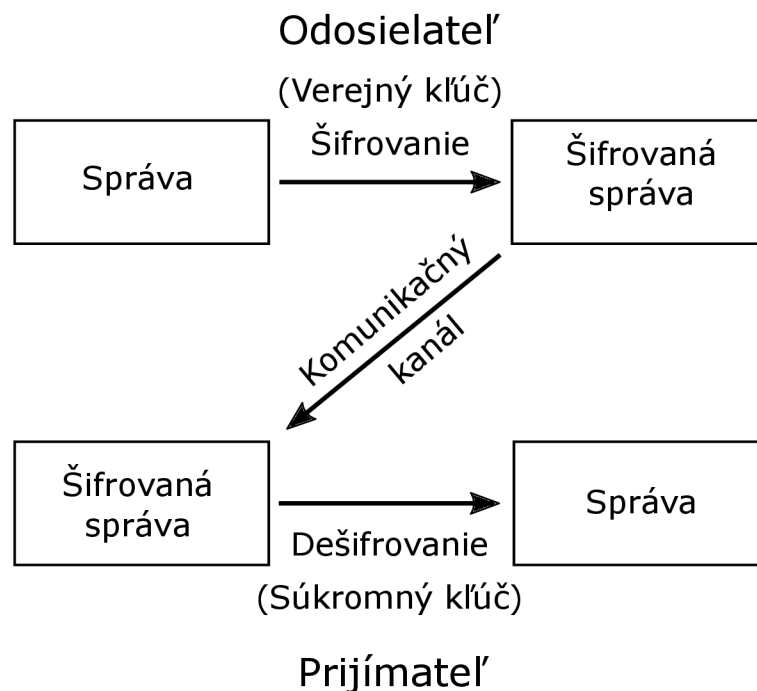 Odosielateľ
(Verejný kľúč)
Šifrovanie
Správa
Šifrovaná
správa
Komunikačný
kanál
Šifrovaná
správa
Správa
Dešifrovanie
(Súkromný kľúč)
Prijímateľ